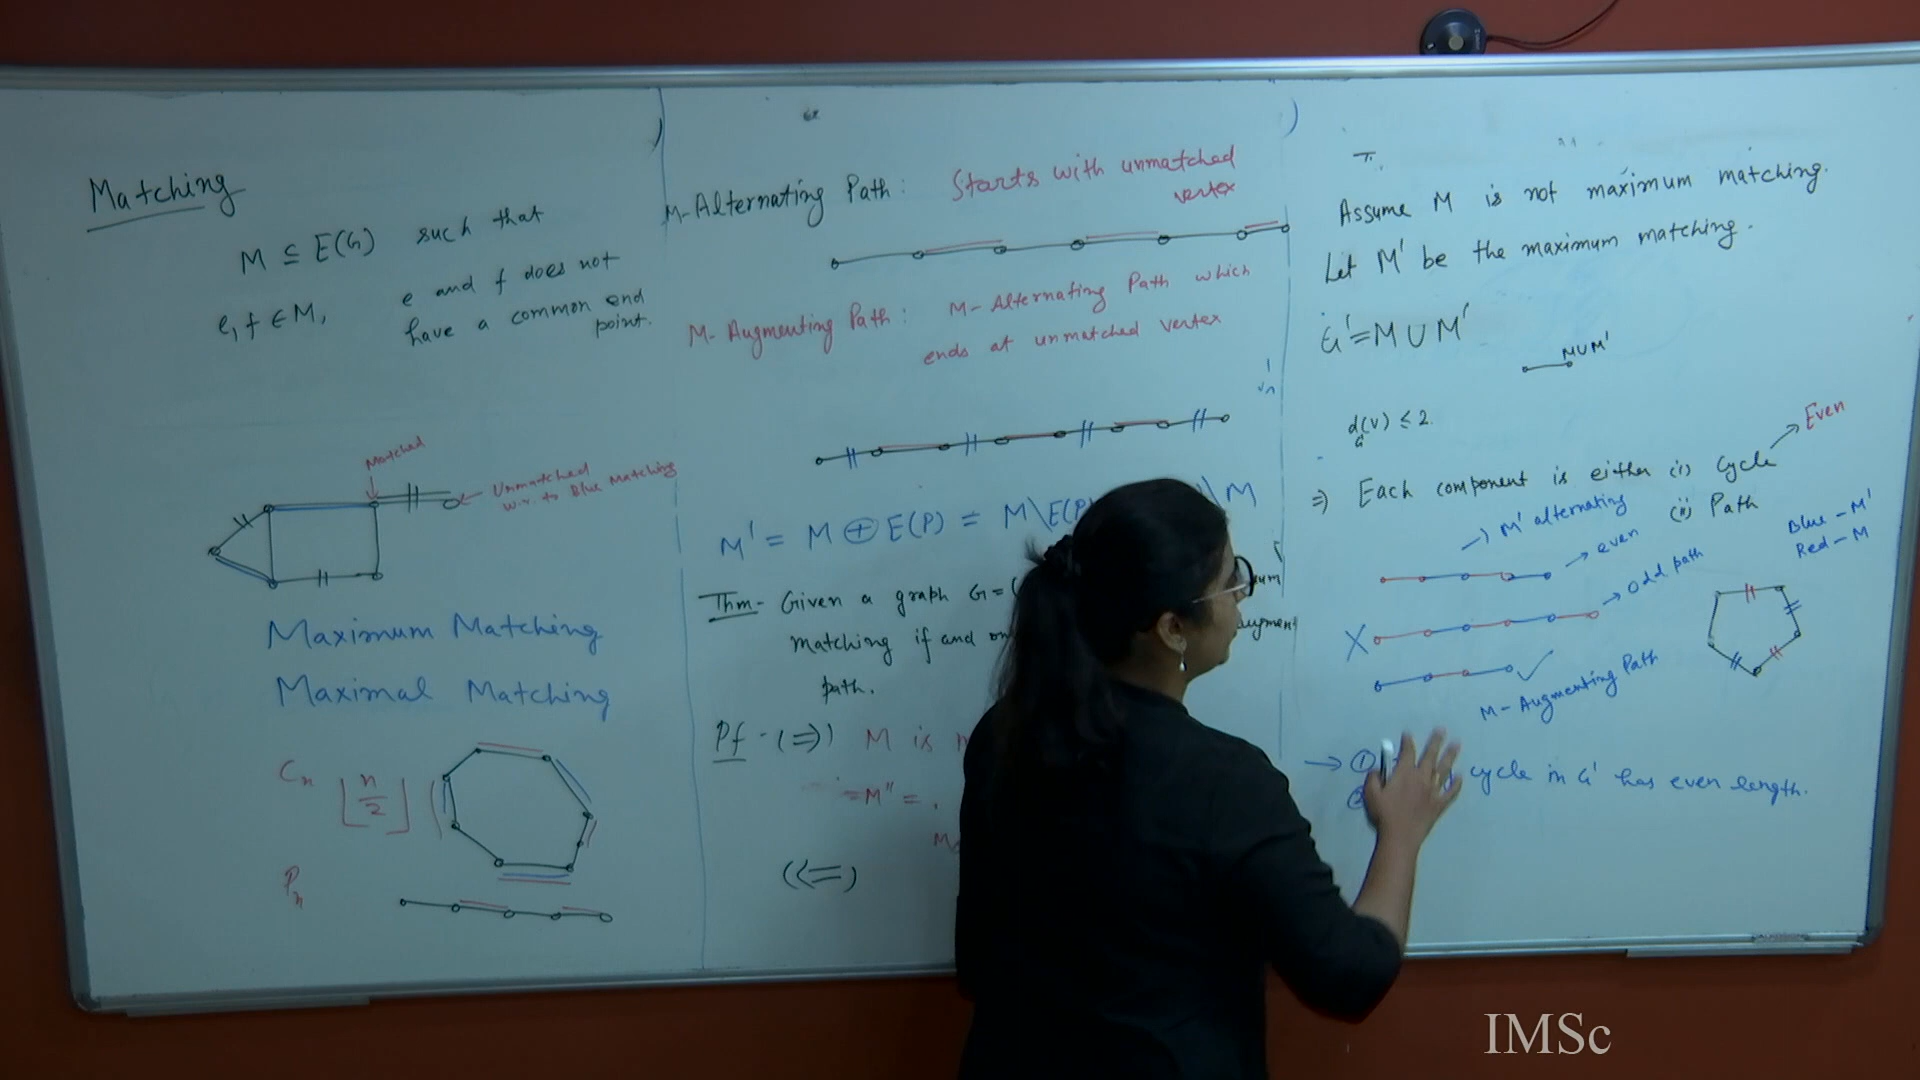 Matching
M ⊆ E(G) such that
e, f ∈ M, e and f does not
have a common end
point.
Matched
Unmatched
w.r. to Blue Matching
Maximum Matching
Maximal Matching
Cn ⌊n/2⌋
Pn
M-Alternating Path: Starts with unmatched
vertex
M-Augmenting Path: M-Alternating Path which
ends at unmatched vertex
M' = M ⊕ E(P) = M\E(P) \M
Thm- Given a graph G=(
matching if and
path.
Pf - (⇒) M is
=M" =
(⇐)
Assume M is not maximum matching.
Let M' be the maximum matching.
G'=M ∪ M'
M∪M'
d(v) ≤ 2.
G
⇒ Each component is either (i) Cycle → Even
(ii) Path
→ M' alternating
→ even
Blue - M'
Red - M
→ odd path
X
M-Augmenting Path
→ ① cycle in G' has even length.
②
IMSc